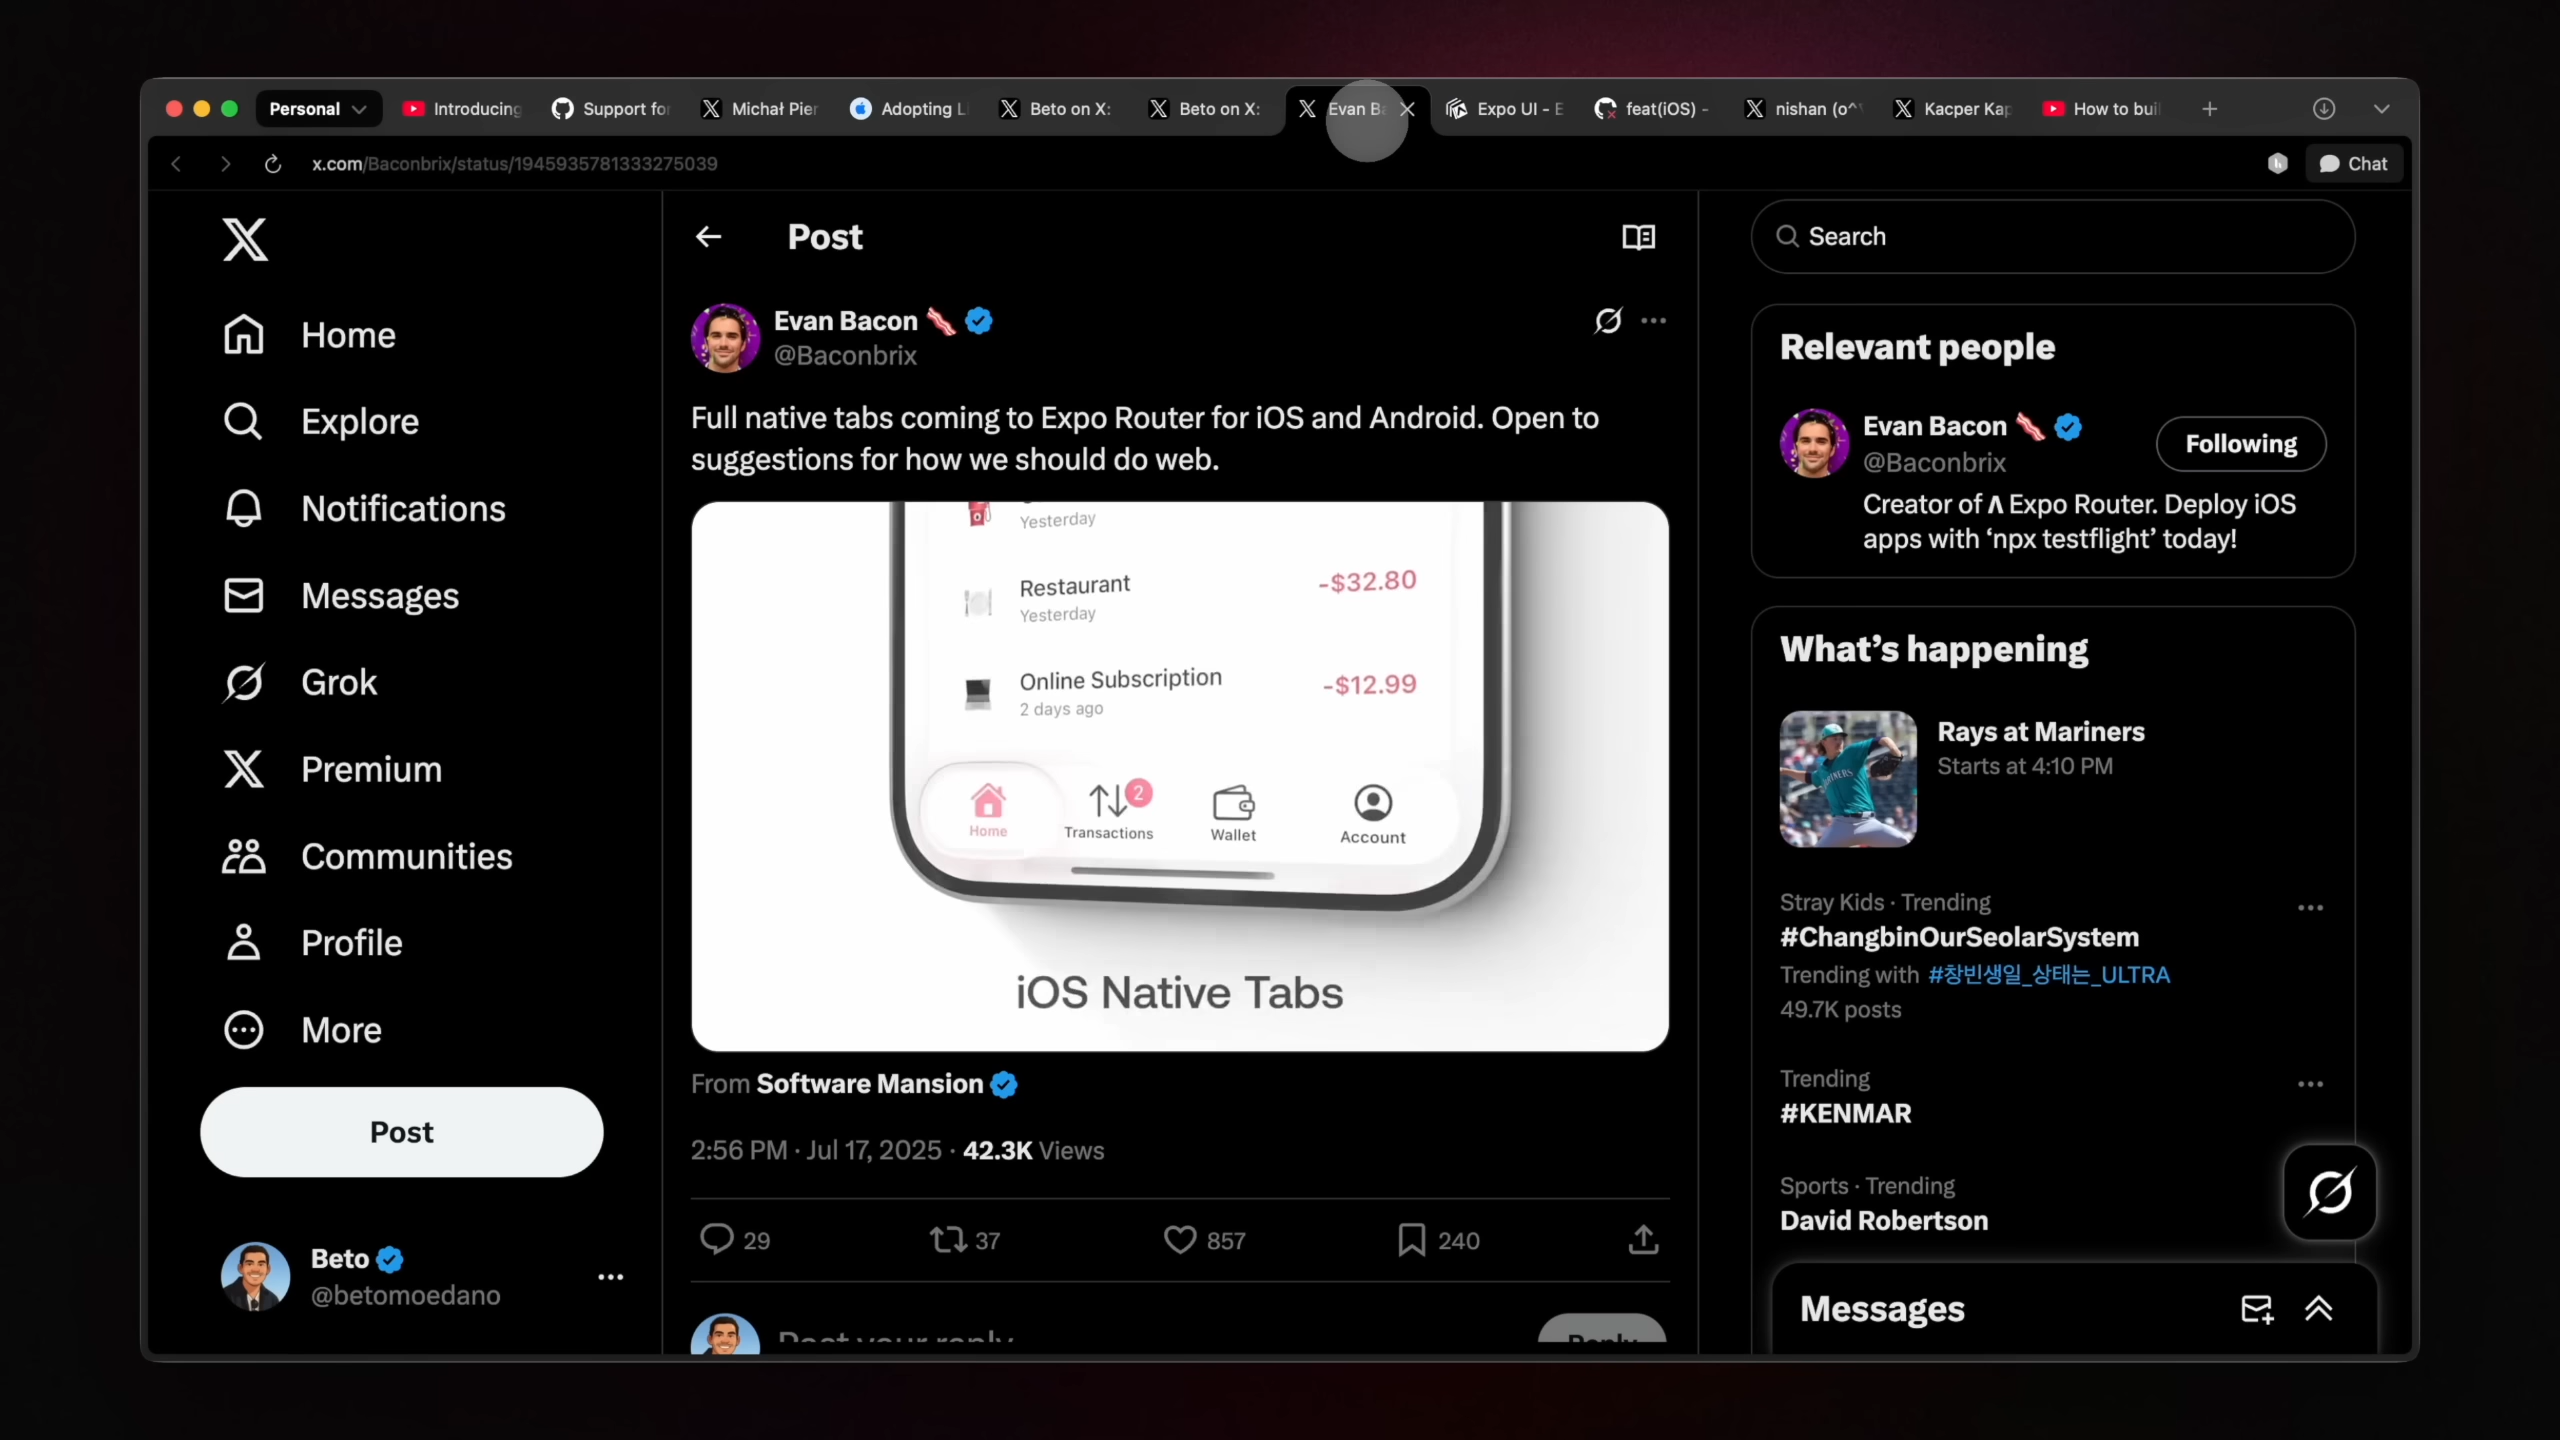 Personal
Introducing
Support for
Michał Pier
Adopting L
Beto on X:
Beto on X:
Evan Ba
Expo UI - E
feat(iOS) -
nishan (o^
Kacper Kap
How to buil
x.com/Baconbrix/status/1945935781333275039
Chat
Home
Explore
Notifications
Messages
Grok
Premium
Communities
Profile
More
Post
Beto
@betomoedano
Post
Evan Bacon
@Baconbrix
Full native tabs coming to Expo Router for iOS and Android. Open to
suggestions for how we should do web.
Yesterday
Restaurant
-$32.80
Yesterday
Online Subscription
-$12.99
2 days ago
2
Home
Transactions
Wallet
Account
iOS Native Tabs
From Software Mansion
2:56 PM · Jul 17, 2025 · 42.3K Views
29
37
857
240
Post your reply
Reply
Search
Relevant people
Evan Bacon
@Baconbrix
Following
Creator of Λ Expo Router. Deploy iOS
apps with ‘npx testflight’ today!
What’s happening
Rays at Mariners
Starts at 4:10 PM
Stray Kids · Trending
#ChangbinOurSeolarSystem
Trending with #창빈생일_상태는_ULTRA
49.7K posts
Trending
#KENMAR
Sports · Trending
David Robertson
Messages